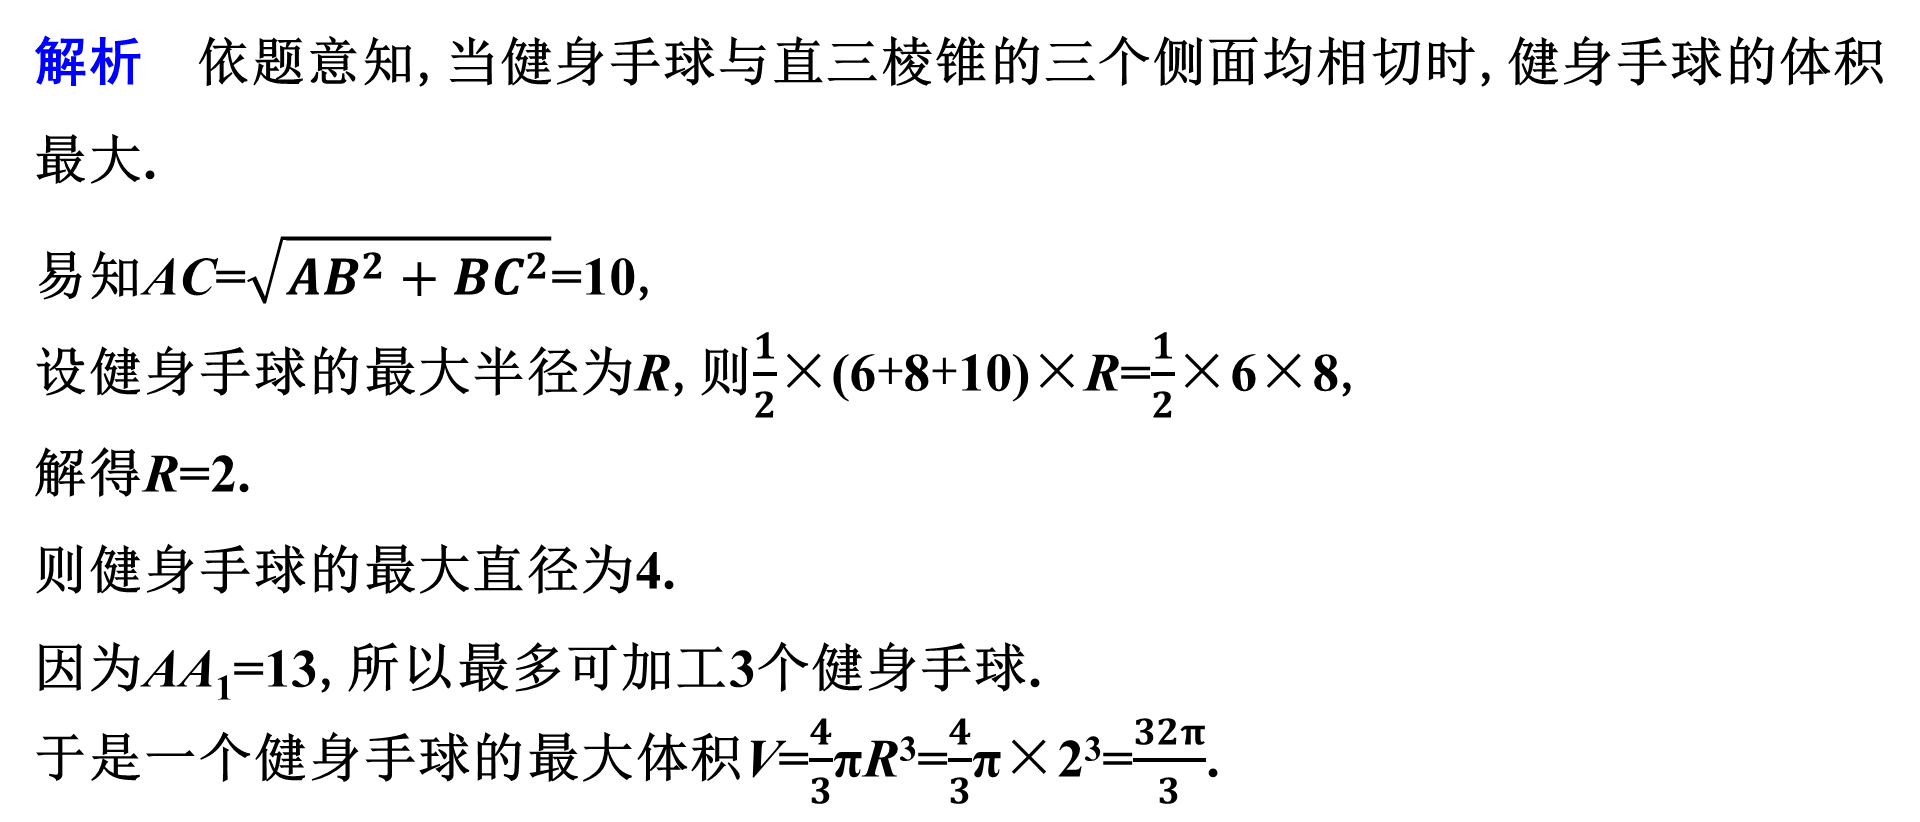 解析 依题意知,当健身手球与直三棱锥的三个侧面均相切时,健身手球的体积
最大.
易知AC=√(AB²+BC²)=10,
设健身手球的最大半径为R,则1/2×(6+8+10)×R=1/2×6×8,
解得R=2.
则健身手球的最大直径为4.
因为AA₁=13,所以最多可加工3个健身手球.
于是一个健身手球的最大体积V=4/3πR³=4/3π×2³=32π/3.